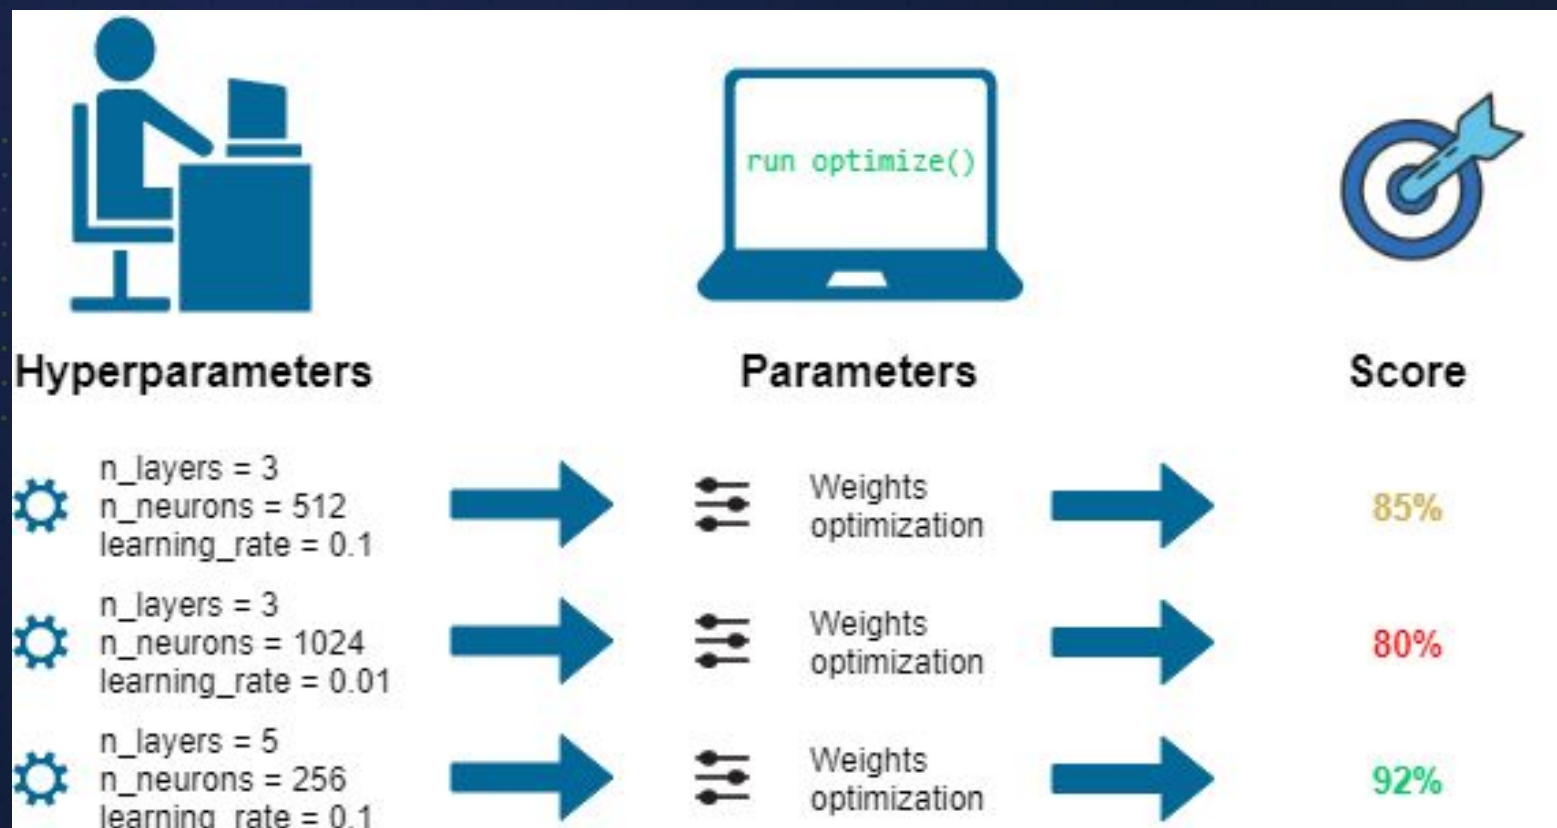 run optimize()
Hyperparameters
Parameters
Score
n_layers = 3
n_neurons = 512
learning_rate = 0.1
Weights
optimization
85%
n_layers = 3
n_neurons = 1024
learning_rate = 0.01
Weights
optimization
80%
n_layers = 5
n_neurons = 256
learning_rate = 0.1
Weights
optimization
92%